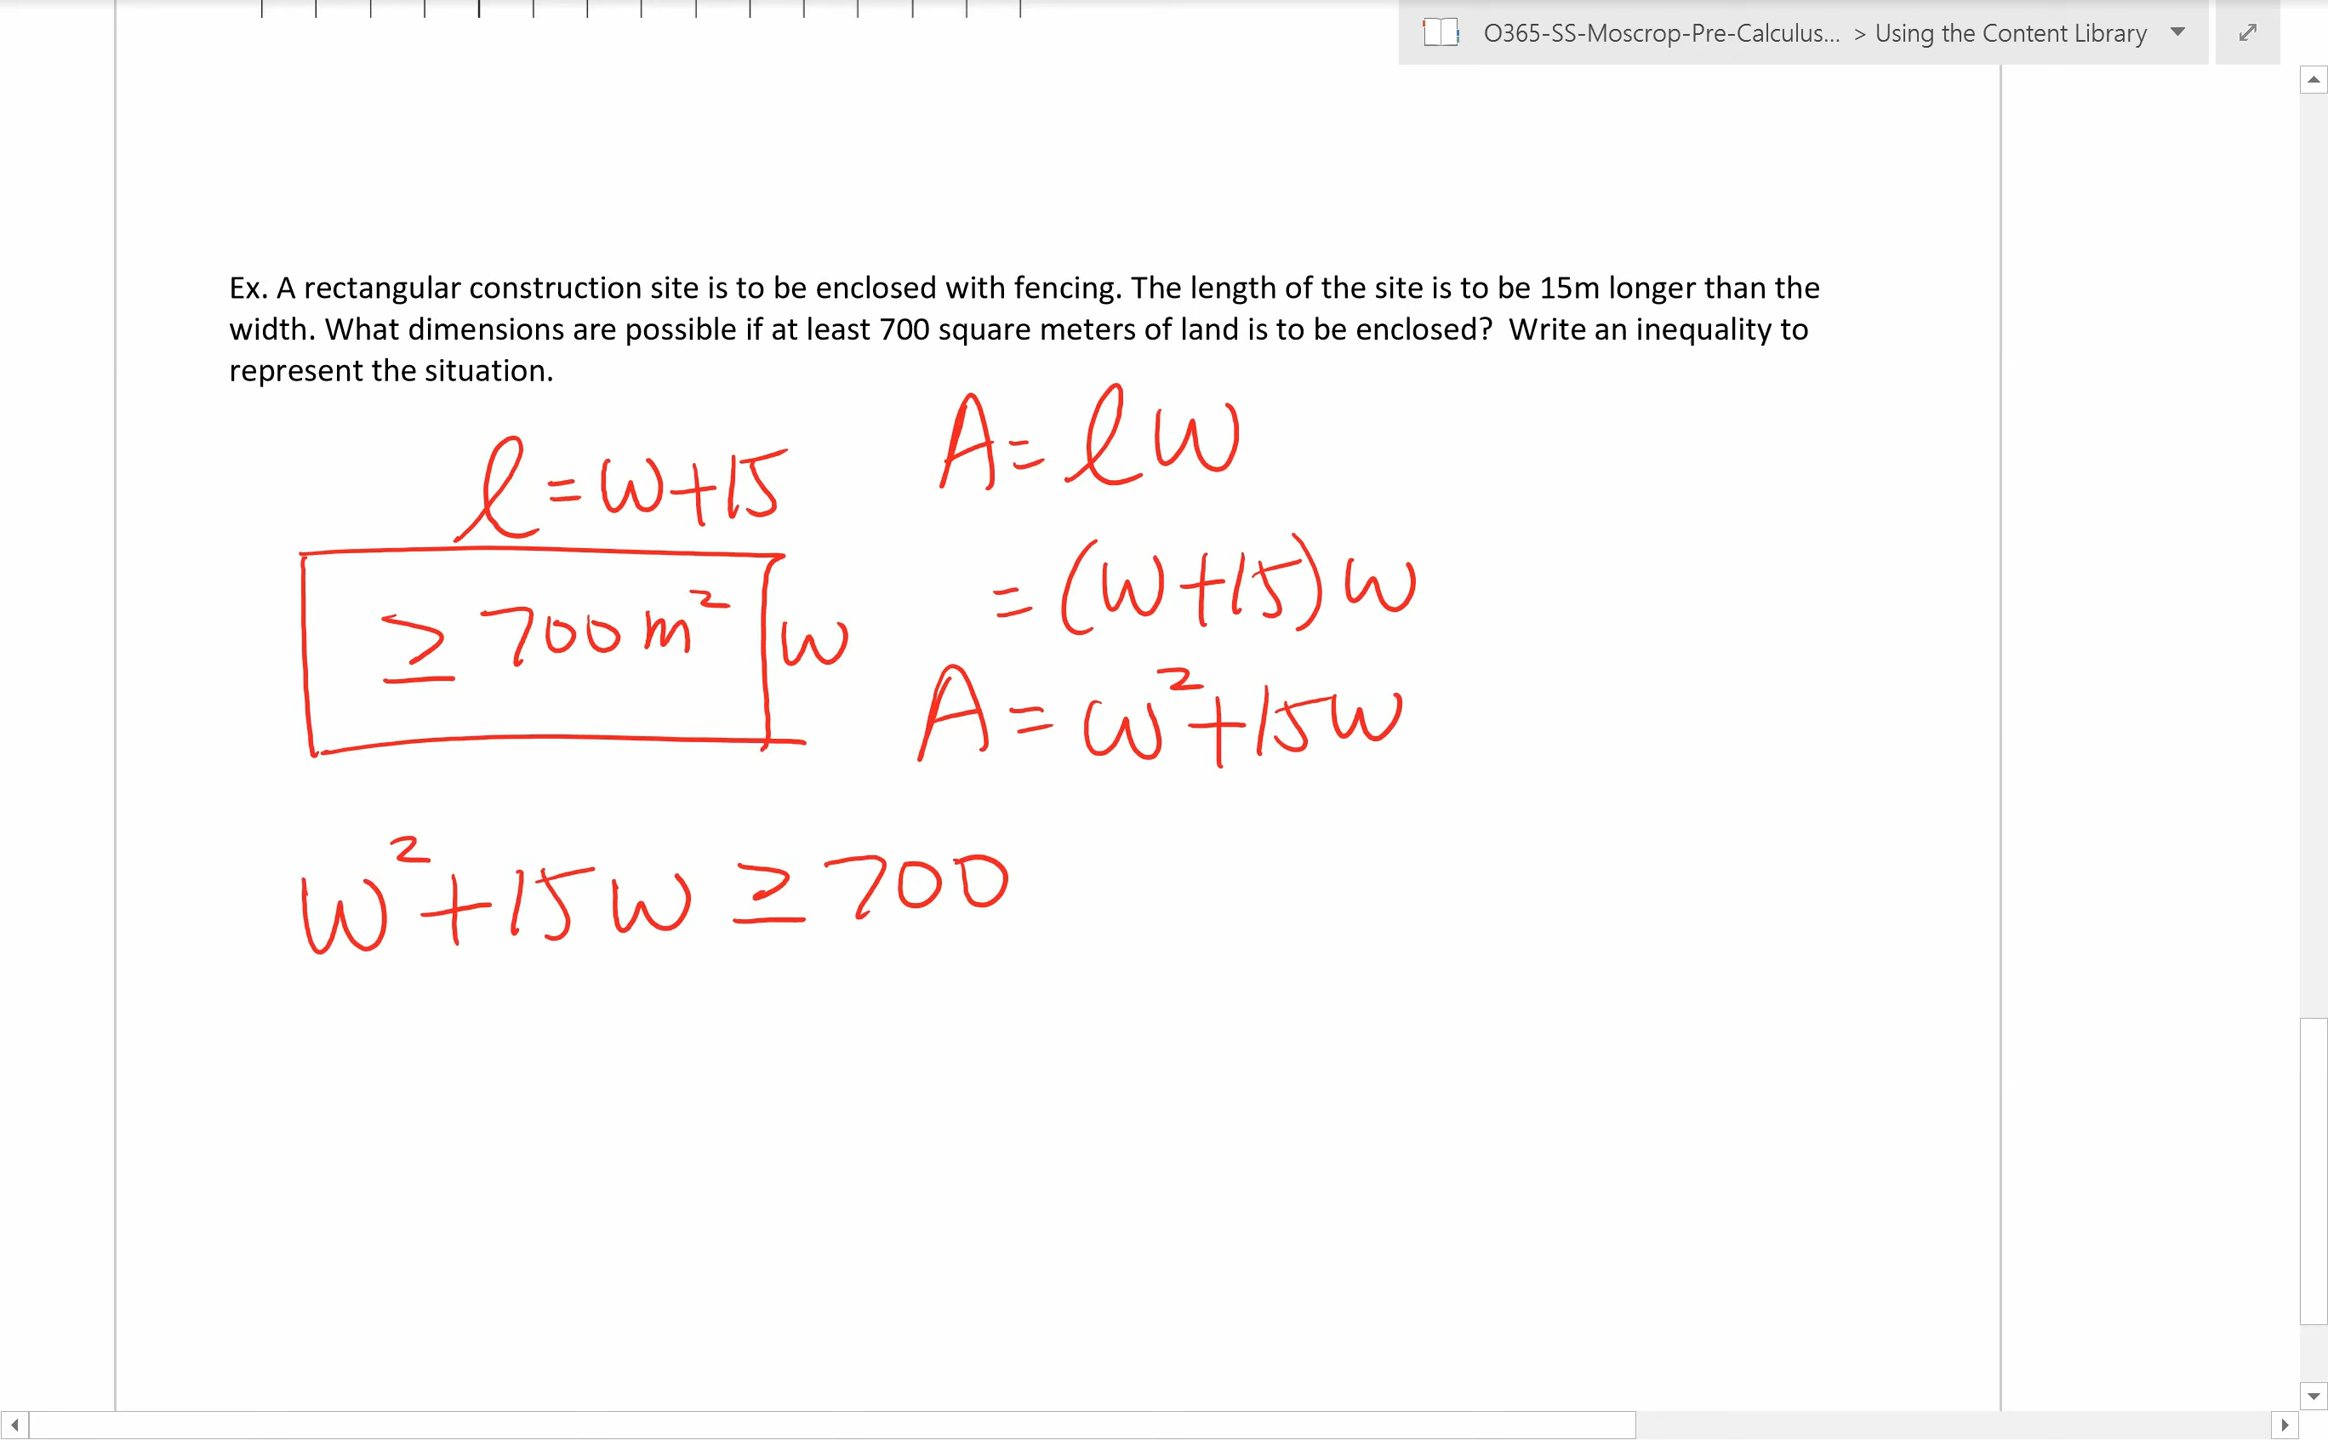 O365-SS-Moscrop-Pre-Calculus... > Using the Content Library
Ex. A rectangular construction site is to be enclosed with fencing. The length of the site is to be 15m longer than the
width. What dimensions are possible if at least 700 square meters of land is to be enclosed? Write an inequality to
represent the situation.
l = w+15
≥ 700 m²
w
A = lw
= (w+15)w
A = w²+15w
w²+15w ≥ 700